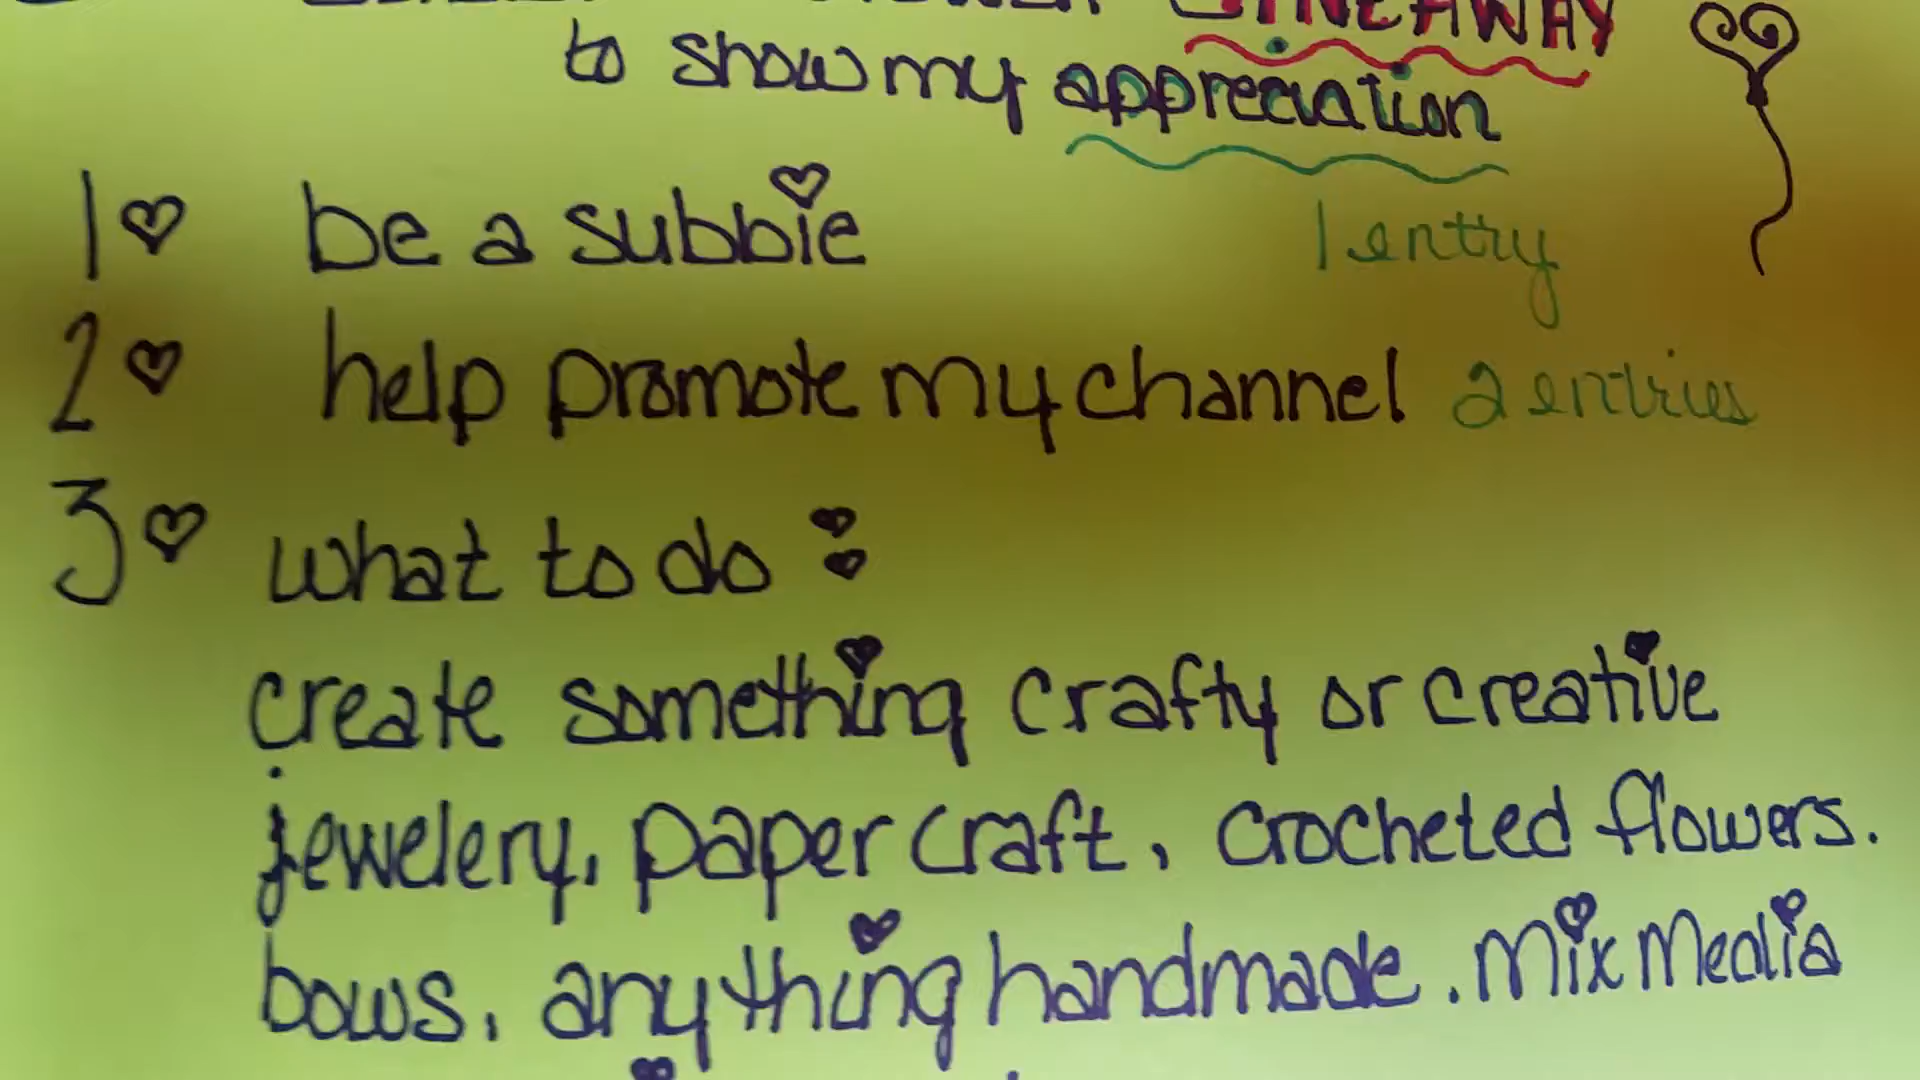 GIVEAWAY
to show my appreciation
1 be a subbie 1 entry
2 help promote my channel 2 entries
3 what to do:
create something crafty or creative
jewelery, paper craft, crocheted flowers.
bows, anything handmade. Mix Media